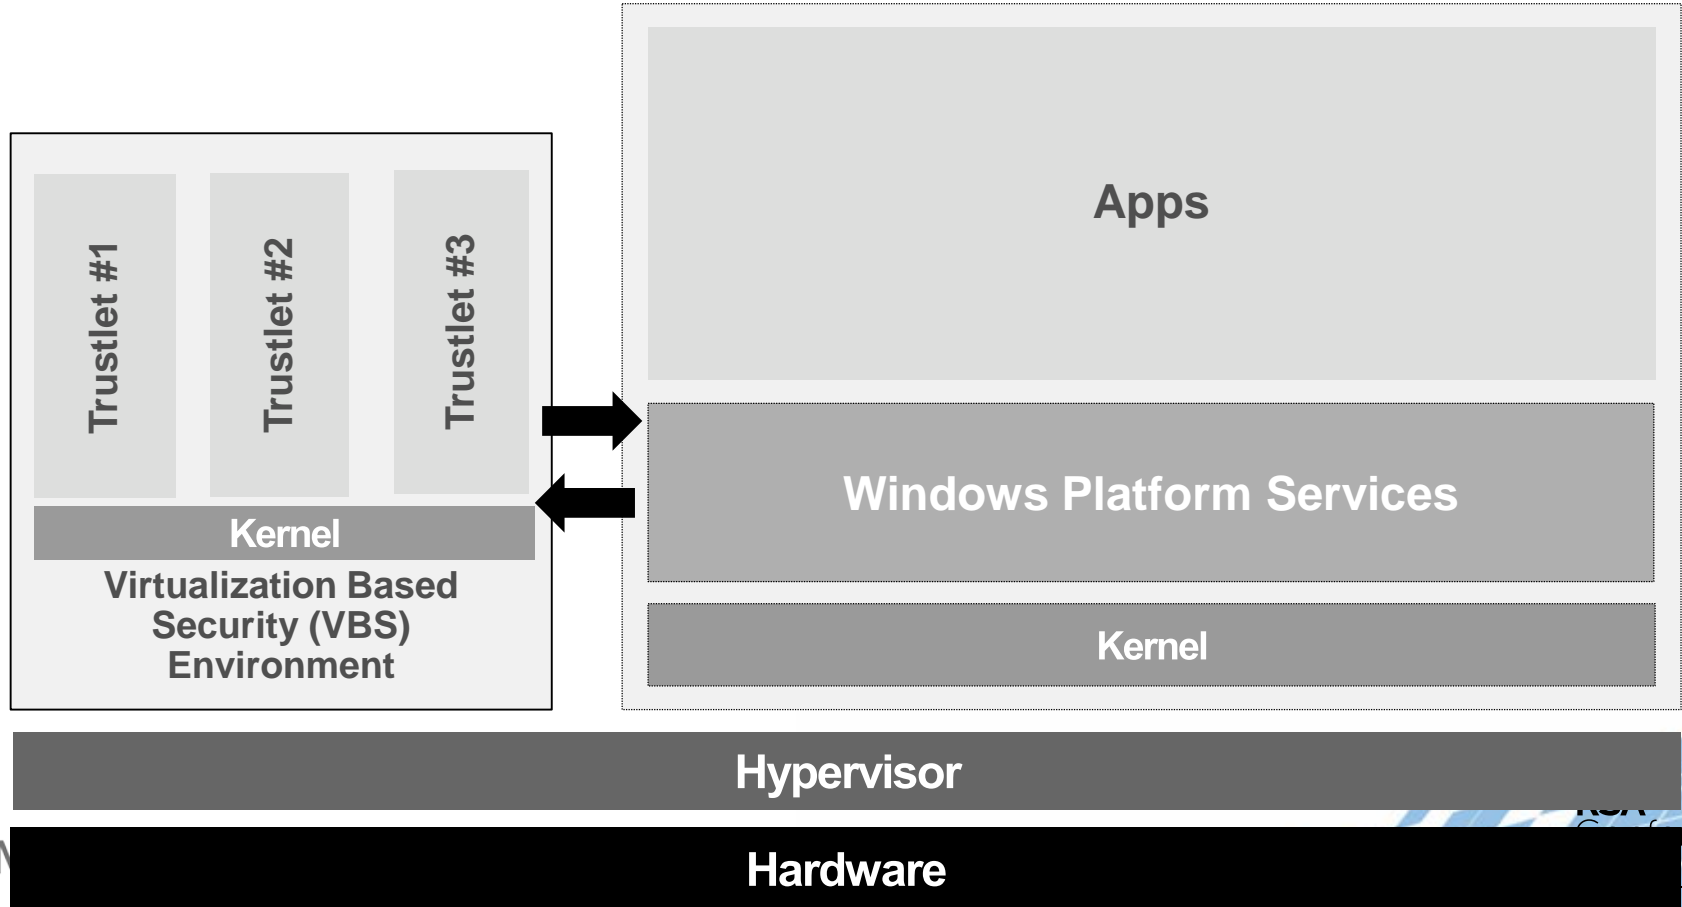 Apps
Trustlet #1
Trustlet #2
Trustlet #3
Windows Platform Services
Kernel
Virtualization Based
Security (VBS)
Environment
Kernel
Hypervisor
Hardware